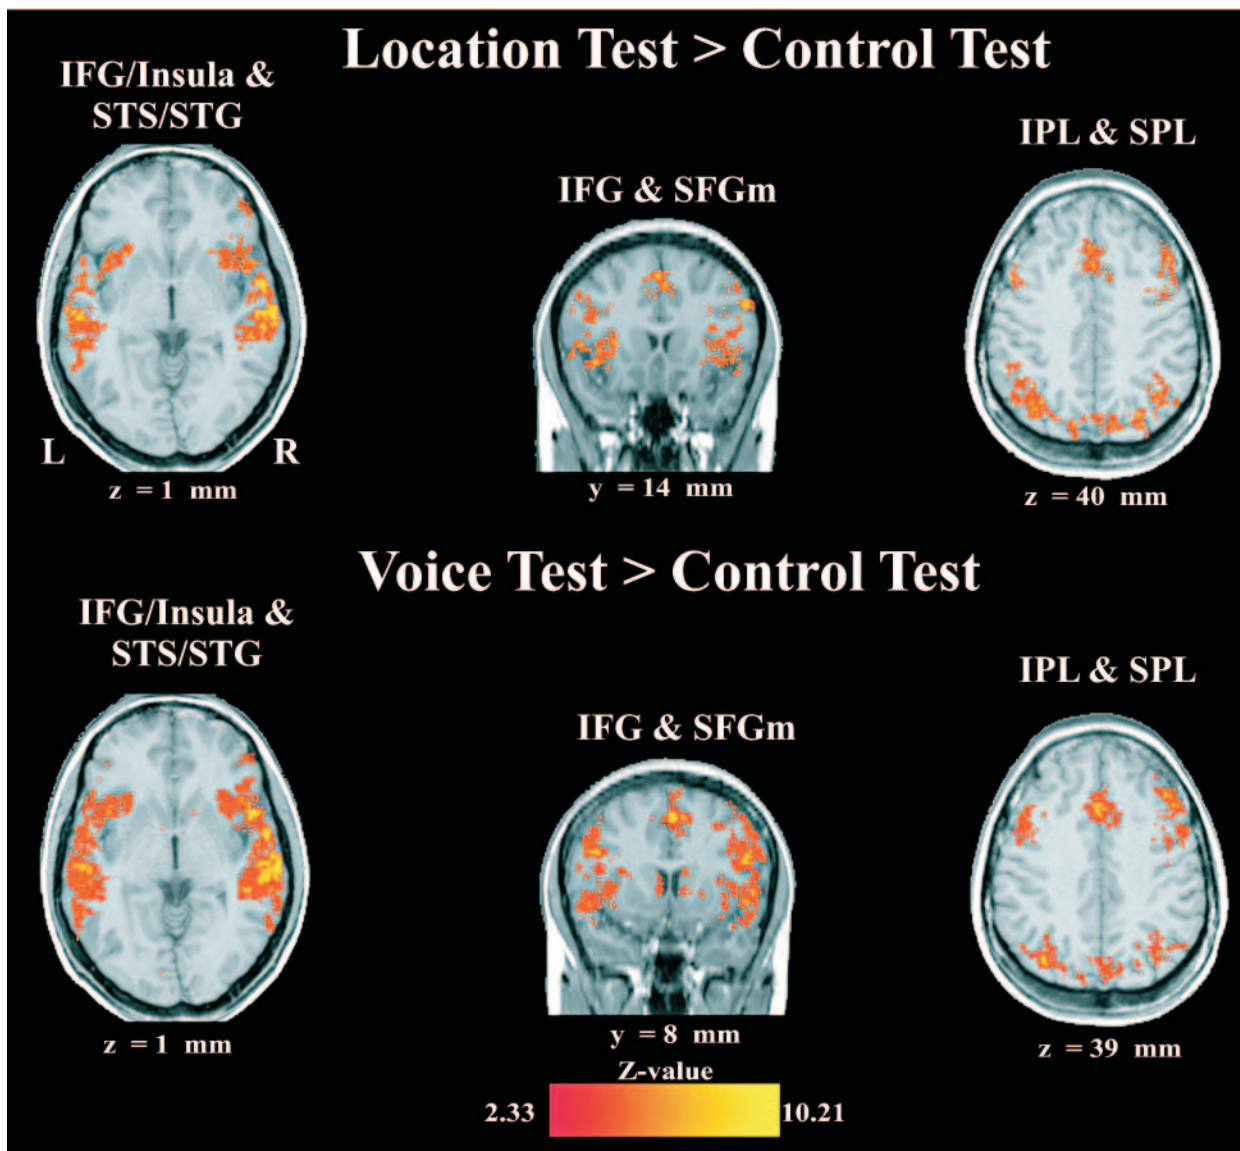 Location Test > Control Test
IFG/Insula &
STS/STG
IFG & SFGm
IPL & SPL
L
R
z = 1 mm
y = 14 mm
z = 40 mm
Voice Test > Control Test
IFG/Insula &
STS/STG
IFG & SFGm
IPL & SPL
z = 1 mm
y = 8 mm
z = 39 mm
Z-value
2.33
10.21